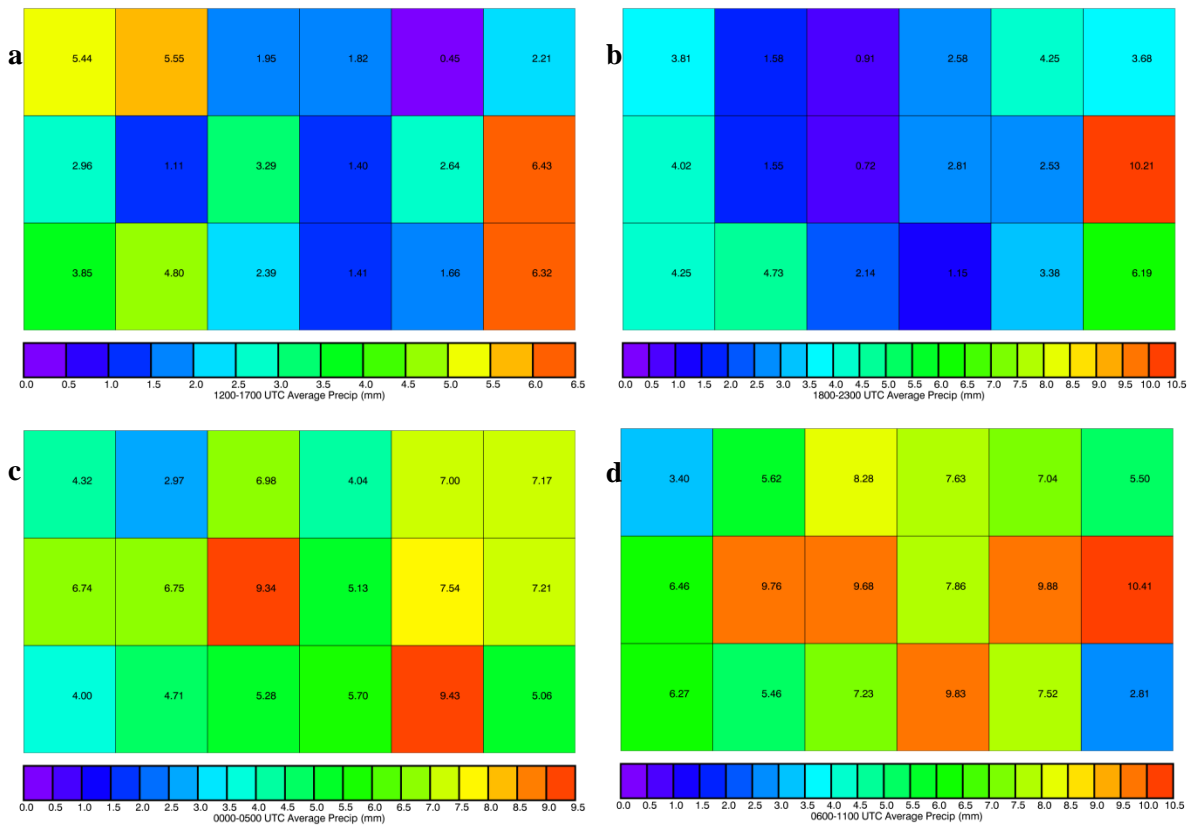 a
5.44 5.55 1.95 1.82 0.45 2.21
2.96 1.11 3.29 1.40 2.64 6.43
3.85 4.80 2.39 1.41 1.66 6.32
0.0 0.5 1.0 1.5 2.0 2.5 3.0 3.5 4.0 4.5 5.0 5.5 6.0 6.5
1200-1700 UTC Average Precip (mm)
b
3.81 1.58 0.91 2.58 4.25 3.68
4.02 1.55 0.72 2.81 2.53 10.21
4.25 4.73 2.14 1.15 3.38 6.19
0.0 0.5 1.0 1.5 2.0 2.5 3.0 3.5 4.0 4.5 5.0 5.5 6.0 6.5 7.0 7.5 8.0 8.5 9.0 9.5 10.0 10.5
1800-2300 UTC Average Precip (mm)
c
4.32 2.97 6.98 4.04 7.00 7.17
6.74 6.75 9.34 5.13 7.54 7.21
4.00 4.71 5.28 5.70 9.43 5.06
0.0 0.5 1.0 1.5 2.0 2.5 3.0 3.5 4.0 4.5 5.0 5.5 6.0 6.5 7.0 7.5 8.0 8.5 9.0 9.5
0000-0500 UTC Average Precip (mm)
d
3.40 5.62 8.28 7.63 7.04 5.50
6.46 9.76 9.68 7.86 9.88 10.41
6.27 5.46 7.23 9.83 7.52 2.81
0.0 0.5 1.0 1.5 2.0 2.5 3.0 3.5 4.0 4.5 5.0 5.5 6.0 6.5 7.0 7.5 8.0 8.5 9.0 9.5 10.0 10.5
0600-1100 UTC Average Precip (mm)